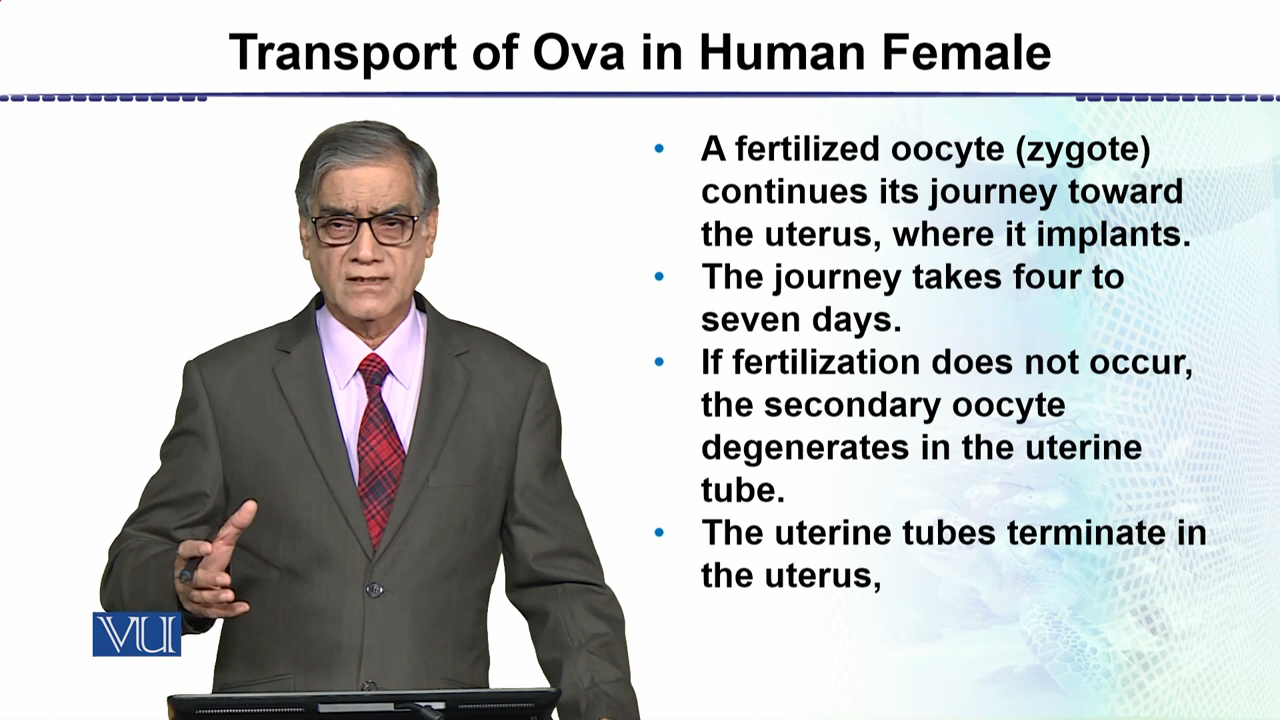 Transport of Ova in Human Female
• A fertilized oocyte (zygote)
continues its journey toward
the uterus, where it implants.
• The journey takes four to
seven days.
• If fertilization does not occur,
the secondary oocyte
degenerates in the uterine
tube.
• The uterine tubes terminate in
the uterus,
VU